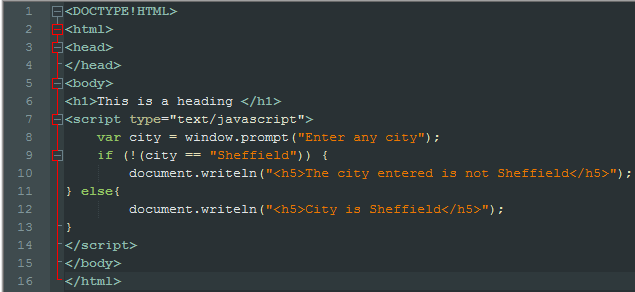 1 <DOCTYPE!HTML>
2 <html>
3 <head>
4 </head>
5 <body>
6 <h1>This is a heading </h1>
7 <script type="text/javascript">
8     var city = window.prompt("Enter any city");
9     if (!(city == "Sheffield")) {
10         document.writeln("<h5>The city entered is not Sheffield</h5>");
11 } else{
12         document.writeln("<h5>City is Sheffield</h5>");
13 }
14 </script>
15 </body>
16 </html>